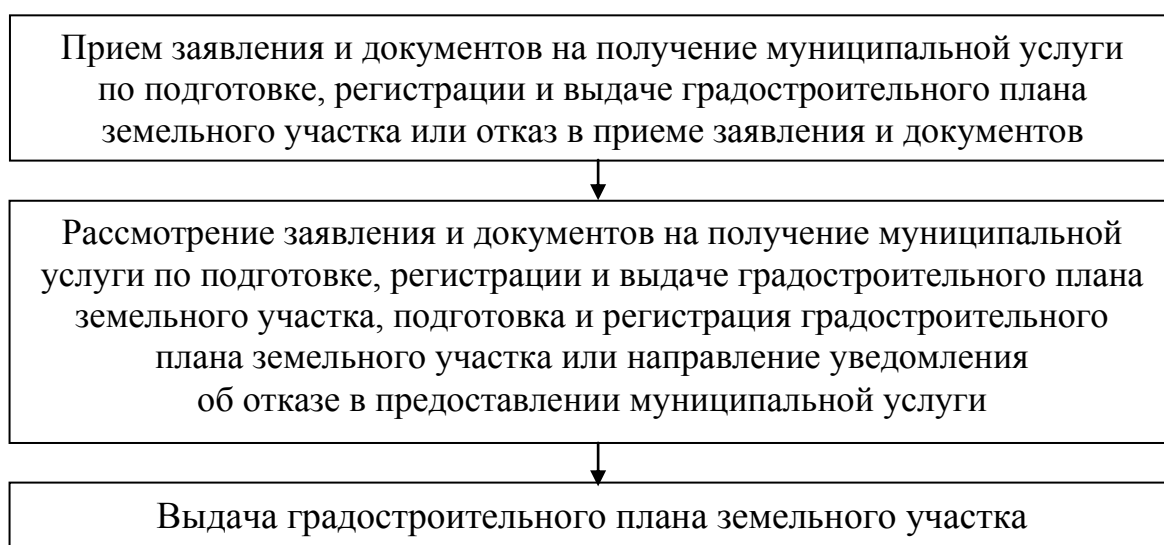 Прием заявления и документов на получение муниципальной услуги
по подготовке, регистрации и выдаче градостроительного плана
земельного участка или отказ в приеме заявления и документов
Рассмотрение заявления и документов на получение муниципальной
услуги по подготовке, регистрации и выдаче градостроительного плана
земельного участка, подготовка и регистрация градостроительного
плана земельного участка или направление уведомления
об отказе в предоставлении муниципальной услуги
Выдача градостроительного плана земельного участка